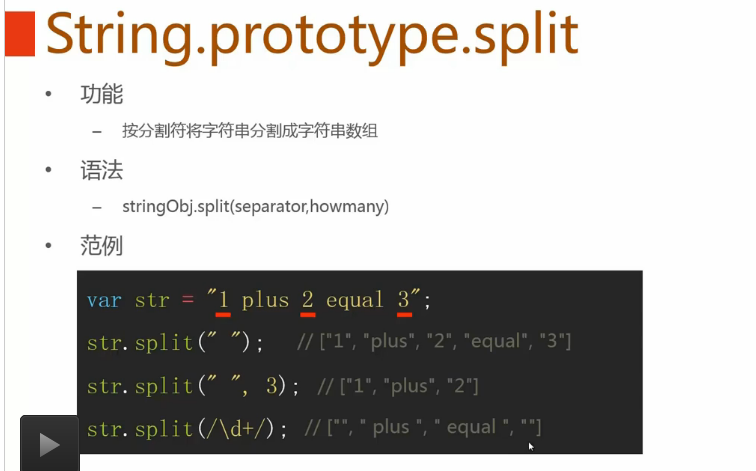 String.prototype.split
• 功能
– 按分割符将字符串分割成字符串数组
• 语法
– stringObj.split(separator,howmany)
• 范例
var str = "1 plus 2 equal 3";
str.split(" ");   // ["1", "plus", "2", "equal", "3"]
str.split(" ", 3);  // ["1", "plus", "2"]
str.split(/\d+/);  // ["", " plus ", " equal ", ""]